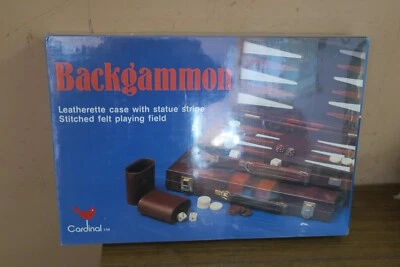 Backgammon
Leatherette case with statue stripe
Stitched felt playing field
Cardinal